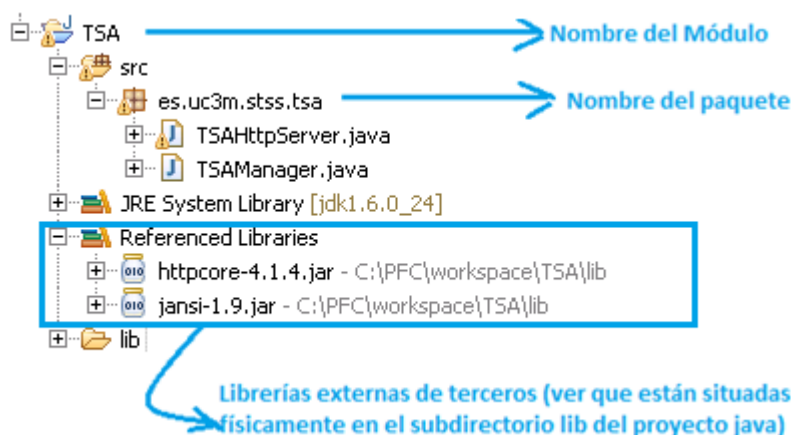 TSA
Nombre del Módulo
src
es.uc3m.stss.tsa
Nombre del paquete
TSAHttpServer.java
TSAManager.java
JRE System Library [jdk1.6.0_24]
Referenced Libraries
httpcore-4.1.4.jar - C:\PFC\workspace\TSA\lib
jansi-1.9.jar - C:\PFC\workspace\TSA\lib
lib
Librerías externas de terceros (ver que están situadas
físicamente en el subdirectorio lib del proyecto java)